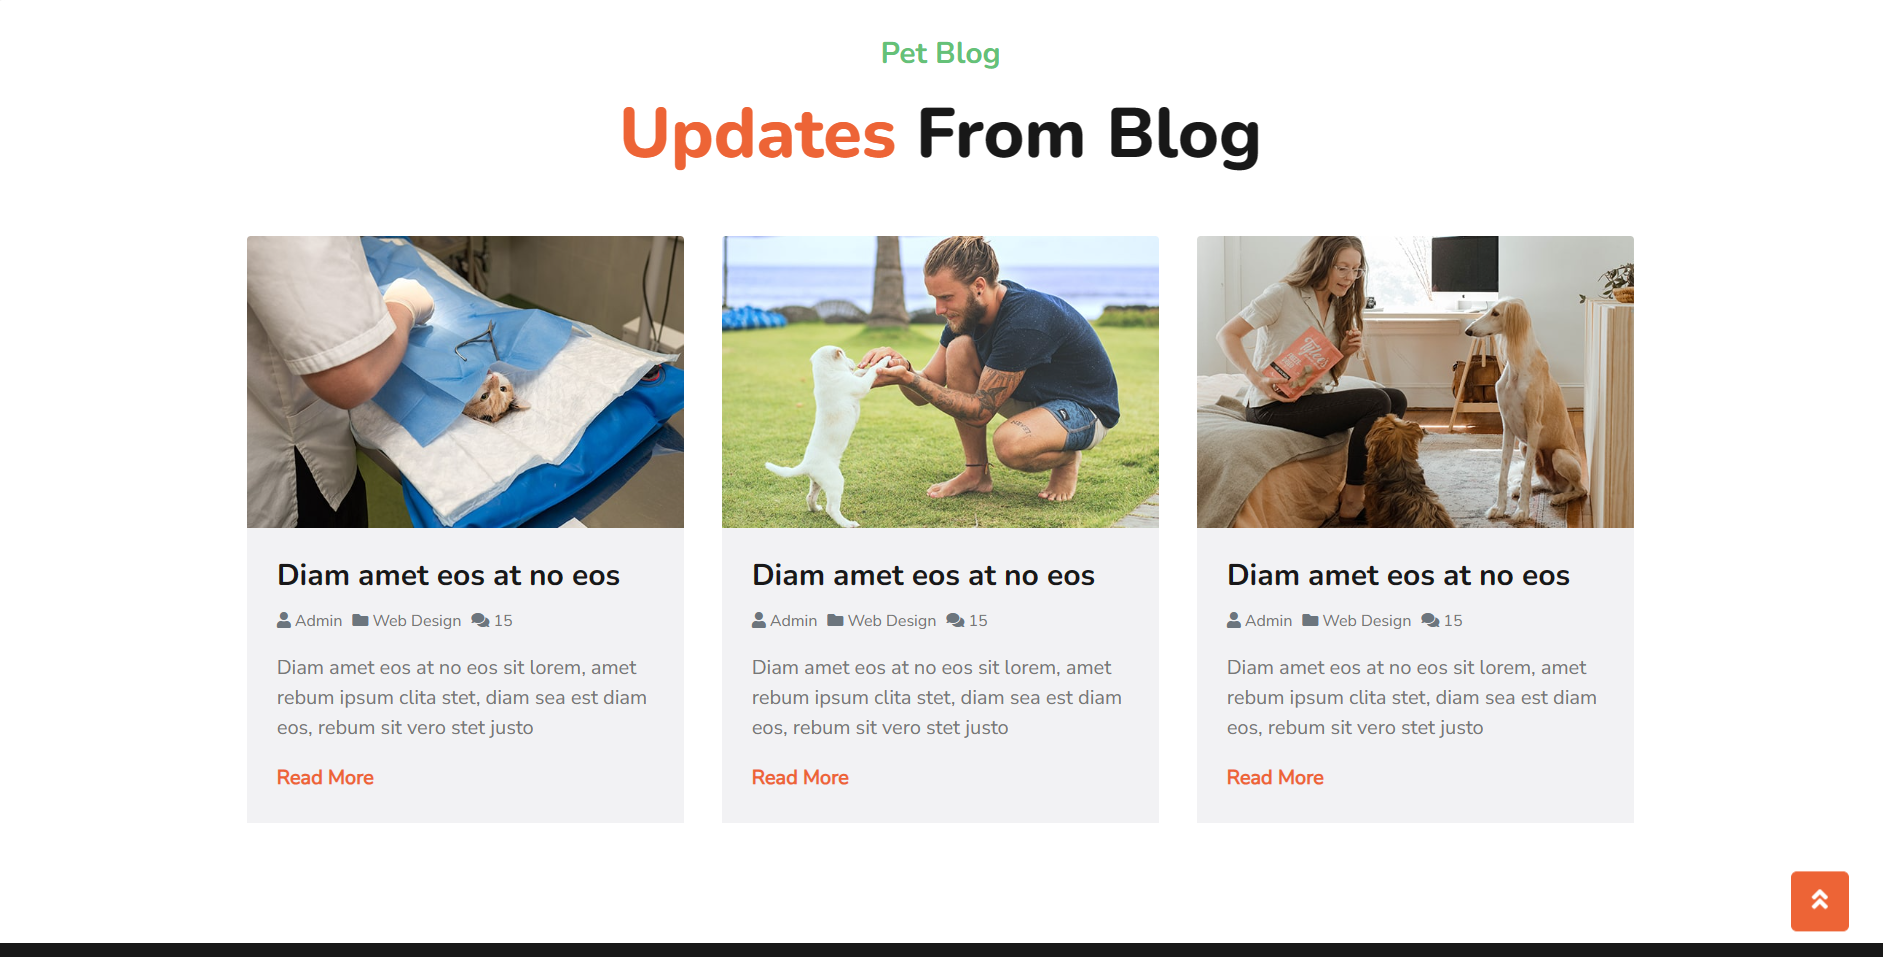 Pet Blog
Updates From Blog
Diam amet eos at no eos
Admin Web Design 15
Diam amet eos at no eos sit lorem, amet
rebum ipsum clita stet, diam sea est diam
eos, rebum sit vero stet justo
Read More
Diam amet eos at no eos
Admin Web Design 15
Diam amet eos at no eos sit lorem, amet
rebum ipsum clita stet, diam sea est diam
eos, rebum sit vero stet justo
Read More
Diam amet eos at no eos
Admin Web Design 15
Diam amet eos at no eos sit lorem, amet
rebum ipsum clita stet, diam sea est diam
eos, rebum sit vero stet justo
Read More